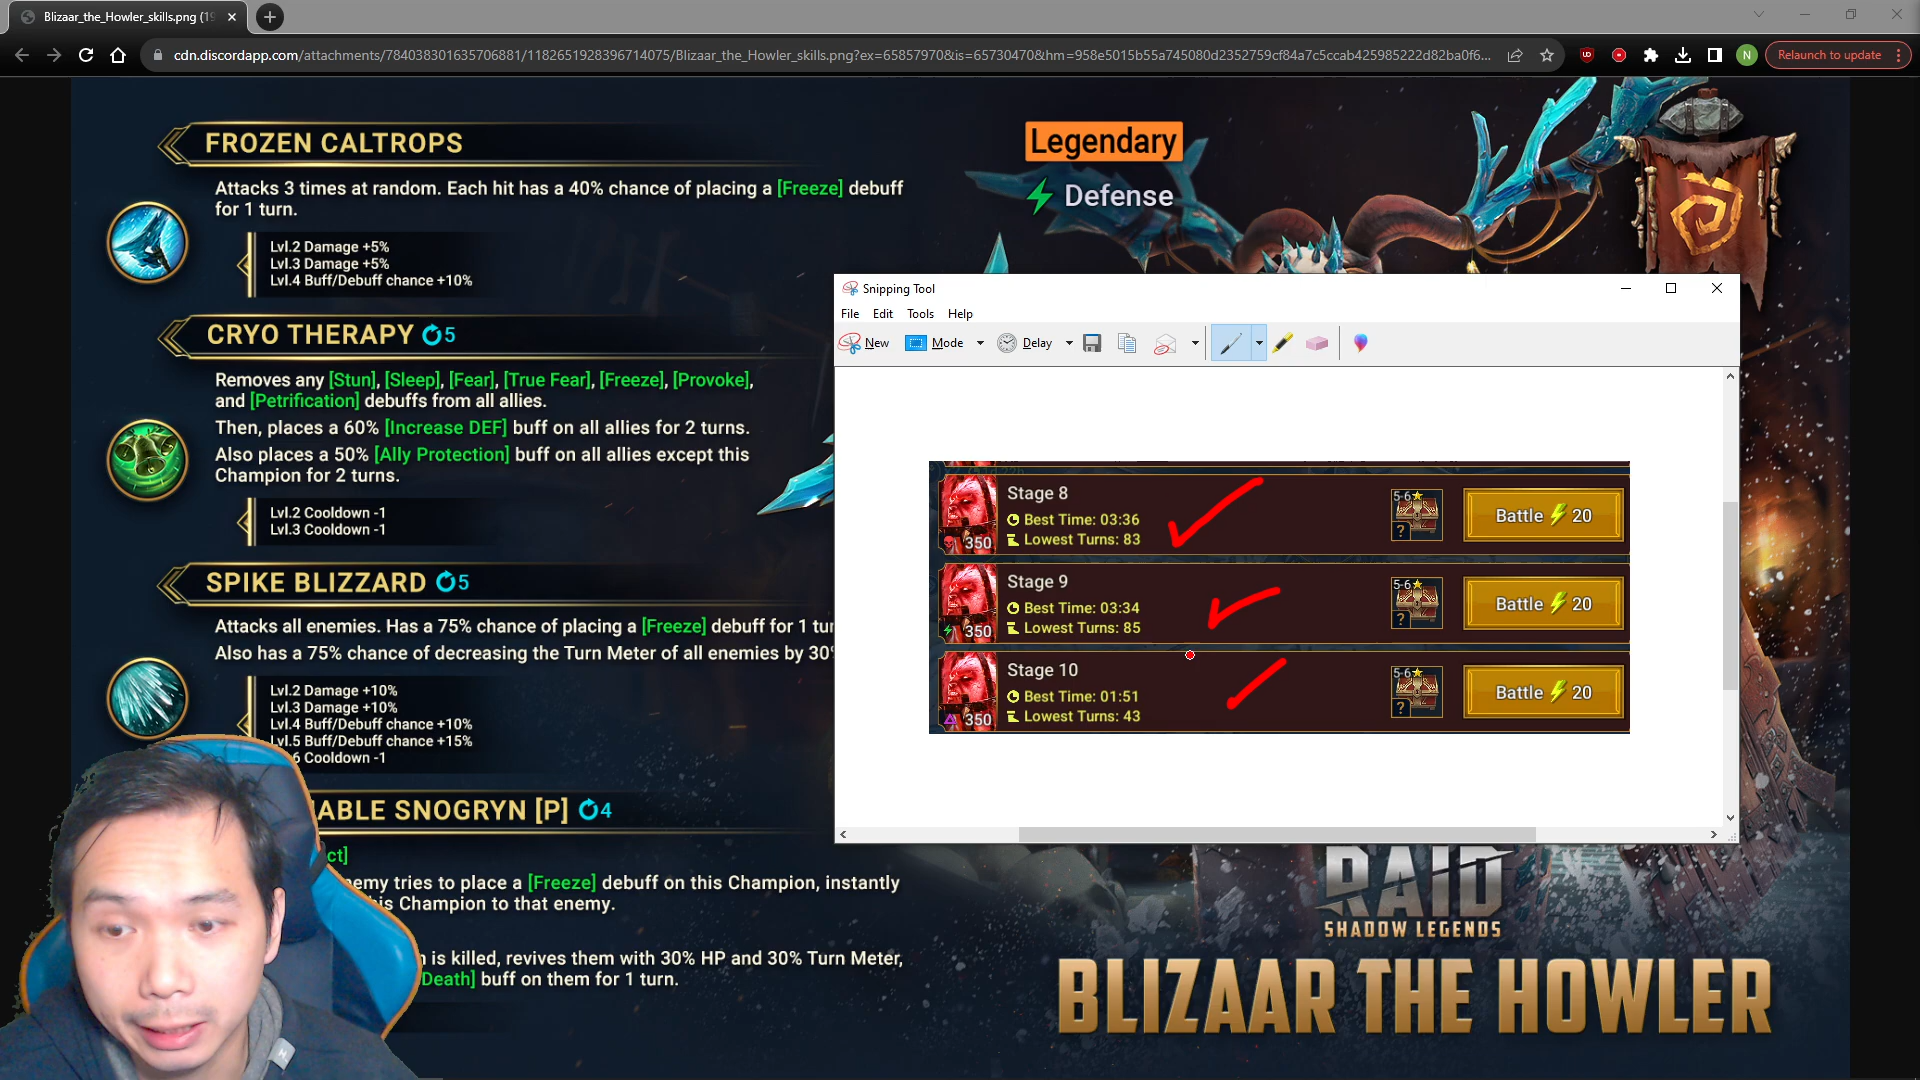 Blizaar_the_Howler_skills.png (19
cdn.discordapp.com/attachments/784038301635706881/1182651928396714075/Blizaar_the_Howler_skills.png?ex=65857970&is=65730470&hm=958e5015b55a745080d2352759cf84a7c5ccab425985222d82ba0f6...
N
Relaunch to update
FROZEN CALTROPS
Attacks 3 times at random. Each hit has a 40% chance of placing a [Freeze] debuff
for 1 turn.
Lvl.2 Damage +5%
Lvl.3 Damage +5%
Lvl.4 Buff/Debuff chance +10%
CRYO THERAPY 5
Removes any [Stun], [Sleep], [Fear], [True Fear], [Freeze], [Provoke],
and [Petrification] debuffs from all allies.
Then, places a 60% [Increase DEF] buff on all allies for 2 turns.
Also places a 50% [Ally Protection] buff on all allies except this
Champion for 2 turns.
Lvl.2 Cooldown -1
Lvl.3 Cooldown -1
SPIKE BLIZZARD 5
Attacks all enemies. Has a 75% chance of placing a [Freeze] debuff for 1 tur
Also has a 75% chance of decreasing the Turn Meter of all enemies by 30%
Lvl.2 Damage +10%
Lvl.3 Damage +10%
Lvl.4 Buff/Debuff chance +10%
Lvl.5 Buff/Debuff chance +15%
6 Cooldown -1
ABLE SNOGRYN [P] 4
ct]
emy tries to place a [Freeze] debuff on this Champion, instantly
is Champion to that enemy.
is killed, revives them with 30% HP and 30% Turn Meter,
Death] buff on them for 1 turn.
Legendary
Defense
Snipping Tool
File Edit Tools Help
New Mode Delay
Stage 8
Best Time: 03:36
Lowest Turns: 83
350
5-6
?
Battle 20
Stage 9
Best Time: 03:34
Lowest Turns: 85
350
5-6
?
Battle 20
Stage 10
Best Time: 01:51
Lowest Turns: 43
350
5-6
?
Battle 20
RAID
SHADOW LEGENDS
BLIZAAR THE HOWLER